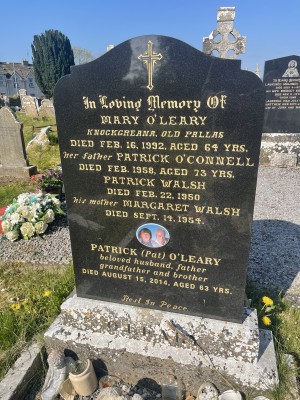 In Loving Memory Of
MARY O'LEARY
KNOCKGREANA, OLD PALLAS
DIED FEB. 16, 1992, AGED 64 YRS.
her father PATRICK O'CONNELL
DIED FEB. 1958, AGED 73 YRS.
PATRICK WALSH
DIED FEB. 22, 1950
his mother MARGARET WALSH
DIED SEPT. 14, 1954.
PATRICK (Pat) O'LEARY
beloved husband, father
grandfather and brother
DIED AUGUST 15, 2014, AGED 83 YRS.
Rest In Peace